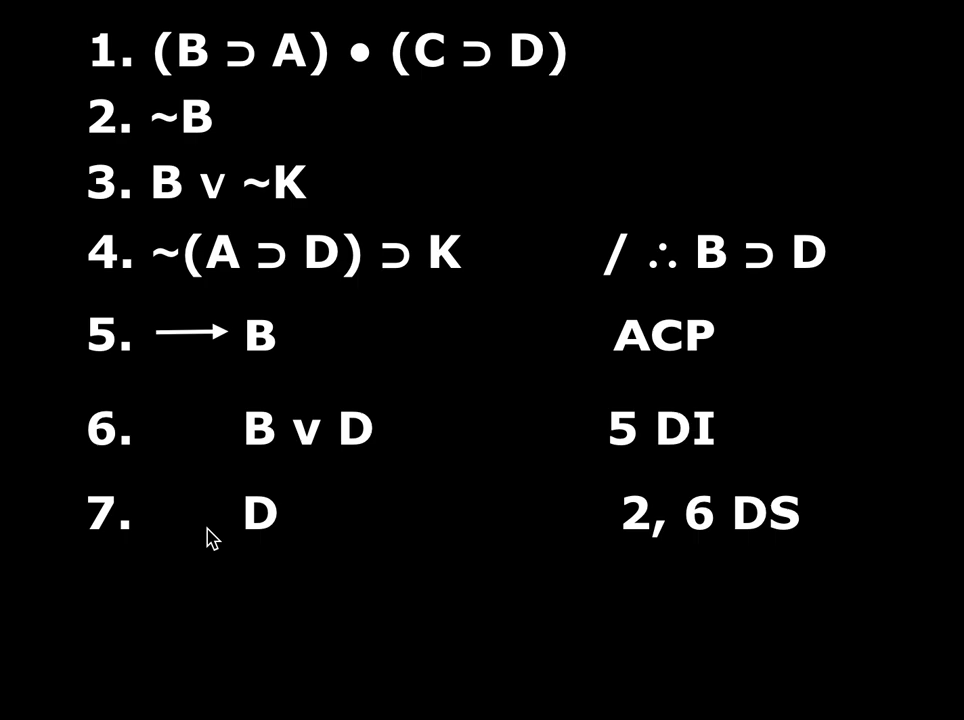 1. (B ⊃ A) • (C ⊃ D)
2. ~B
3. B v ~K
4. ~(A ⊃ D) ⊃ K / ∴ B ⊃ D
5. → B ACP
6. B v D 5 DI
7. D 2, 6 DS